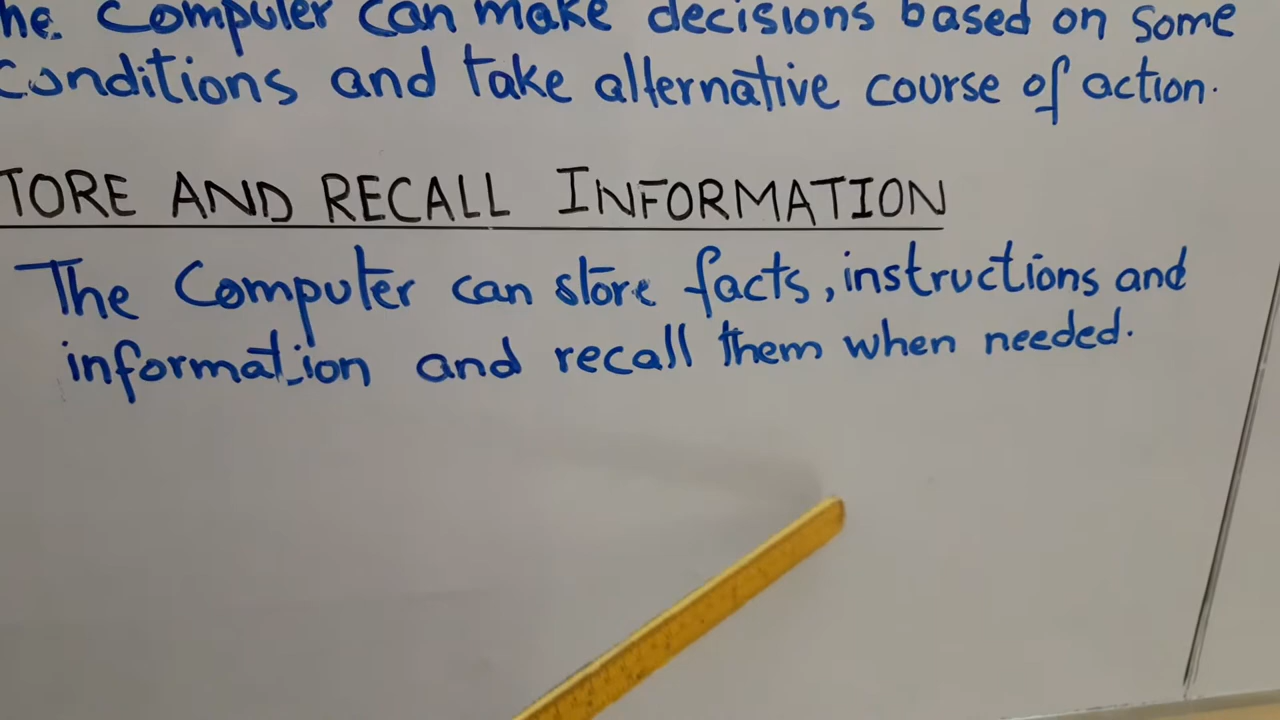 he Computer can make decisions based on some
conditions and take alternative course of action.
TORE AND RECALL INFORMATION
The Computer can store facts, instructions and
information and recall them when needed.